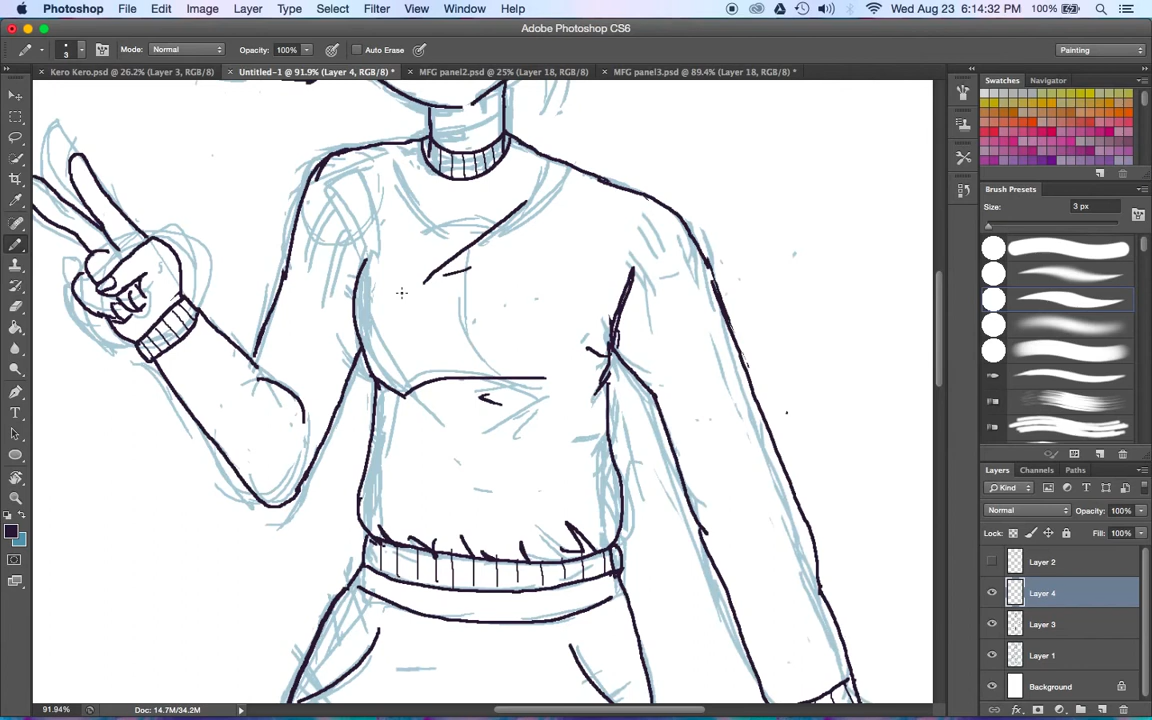 Photoshop File Edit Image Layer Type Select Filter View Window Help 100% Wed Aug 23 6:14:32 PM
Adobe Photoshop CS6
3 Mode: Normal Opacity: 100% Auto Erase Painting
Kero Kero.psd @ 26.2% (Layer 3, RGB/8) Untitled-1 @ 91.9% (Layer 4, RGB/8) * MFG panel2.psd @ 25% (Layer 18, RGB/8) MFG panel3.psd @ 89.4% (Layer 18, RGB/8) *
Swatches Navigator
Brush Presets
Size: 3 px
Layers Channels Paths
Kind
Normal Opacity: 100%
Lock: Fill: 100%
Layer 2
Layer 4
Layer 3
Layer 1
Background
91.94% Doc: 14.7M/34.2M